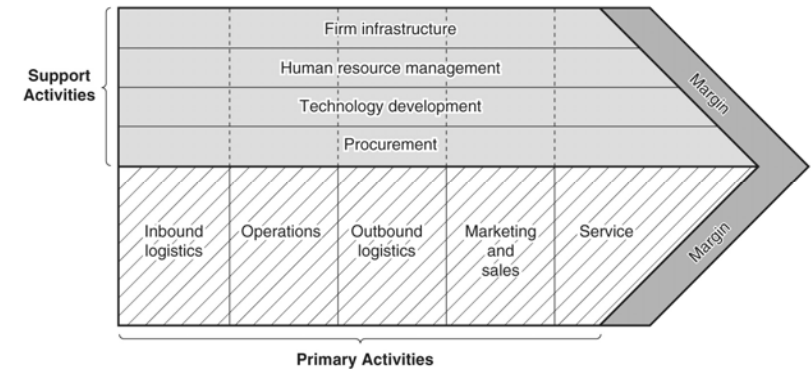 Firm infrastructure
Support
Activities
Human resource management
Technology development
Procurement
Margin
Inbound
logistics
Operations
Outbound
logistics
Marketing
and
sales
Service
Margin
Primary Activities